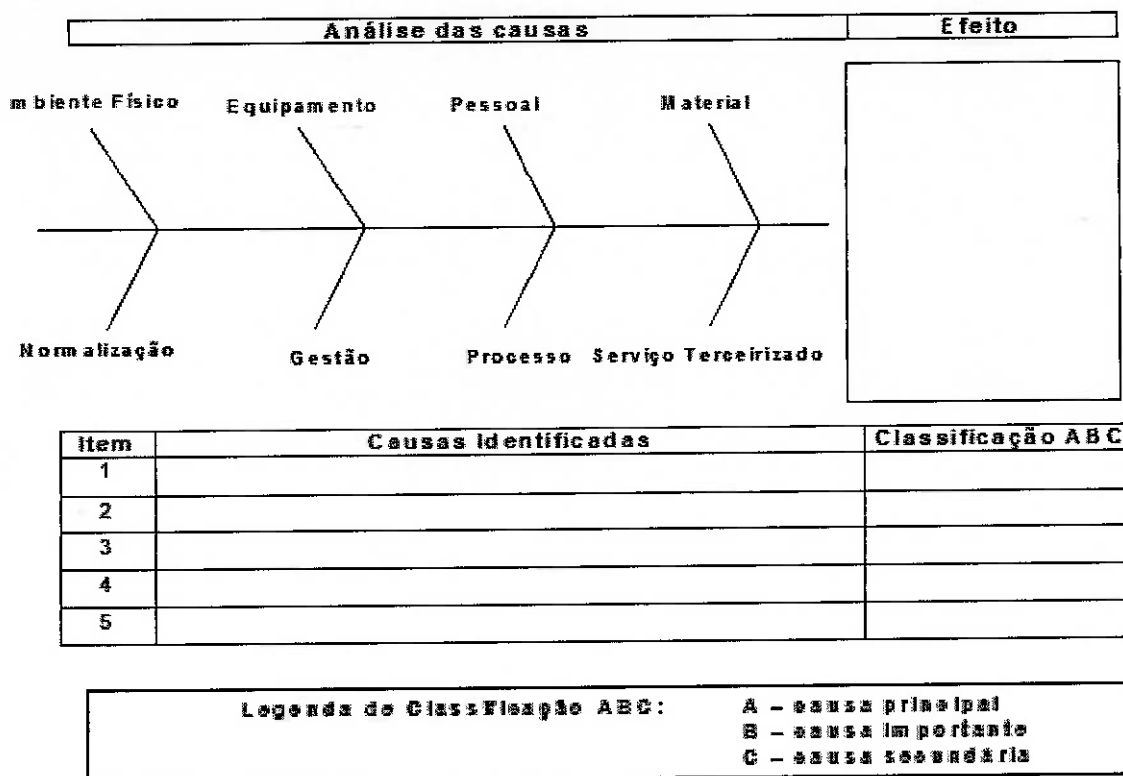 Análise das causas Efeito
mbiente Físico Equipamento Pessoal Material
Normalização Gestão Processo Serviço Terceirizado
Item Causas Identificadas Classificação ABC
1
2
3
4
5
Legenda de Classificação ABC: A – causa principal
B – causa importante
C – causa secundária